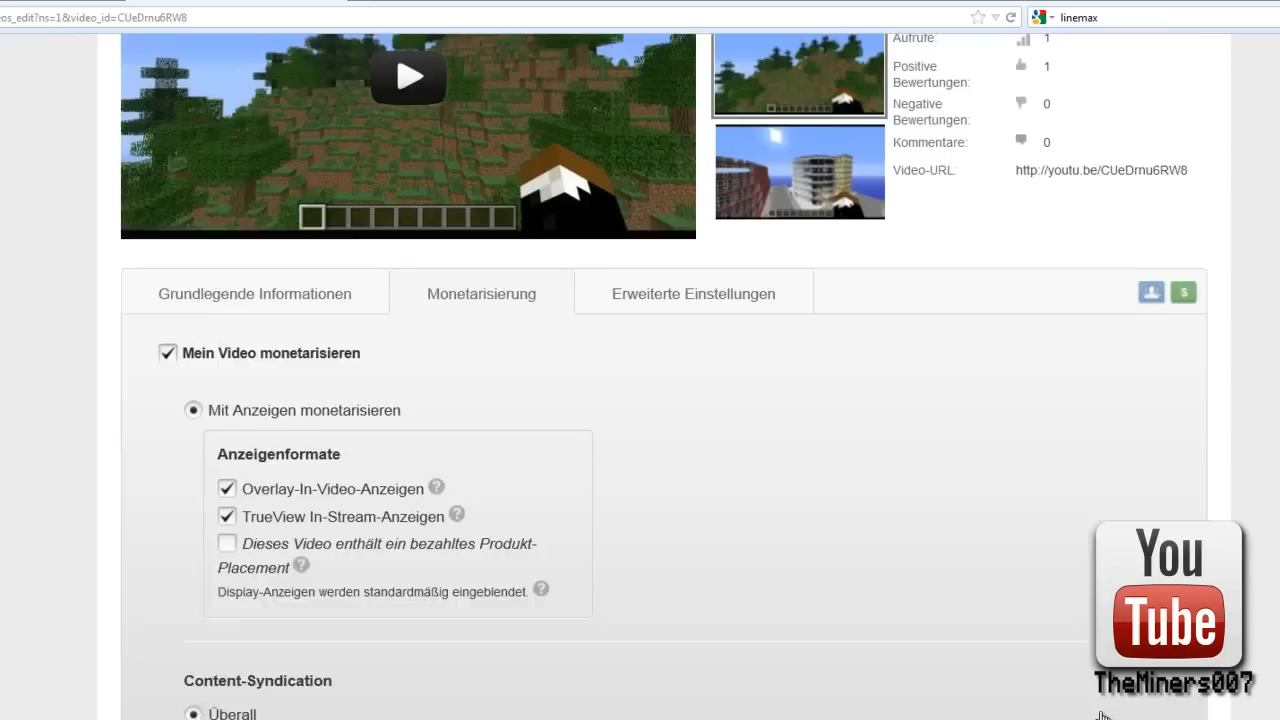 eos_edit?ns=1&video_id=CUeDrnu6RW8
linemax
Aufrufe: 1
Positive
Bewertungen: 1
Negative
Bewertungen: 0
Kommentare: 0
Video-URL: http://youtu.be/CUeDrnu6RW8
Grundlegende Informationen
Monetarisierung
Erweiterte Einstellungen
$
Mein Video monetarisieren
Mit Anzeigen monetarisieren
Anzeigenformate
Overlay-In-Video-Anzeigen ?
TrueView In-Stream-Anzeigen ?
Dieses Video enthält ein bezahltes Produkt-
Placement ?
Display-Anzeigen werden standardmäßig eingeblendet. ?
Content-Syndication
Überall
You
Tube
TheMiners007